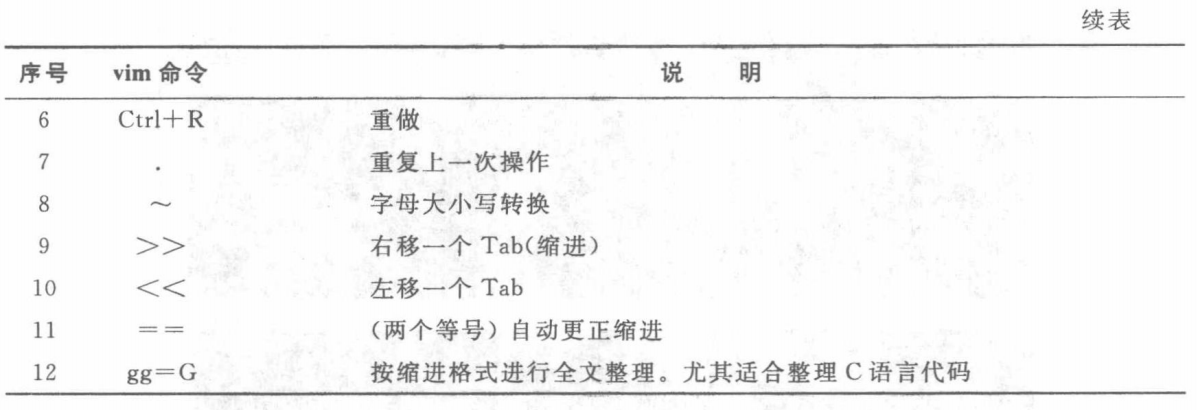 续表
序号 vim 命令 说 明
6 Ctrl+R 重做
7 . 重复上一次操作
8 ~ 字母大小写转换
9 >> 右移一个 Tab(缩进)
10 << 左移一个 Tab
11 == (两个等号) 自动更正缩进
12 gg=G 按缩进格式进行全文整理。尤其适合整理 C 语言代码